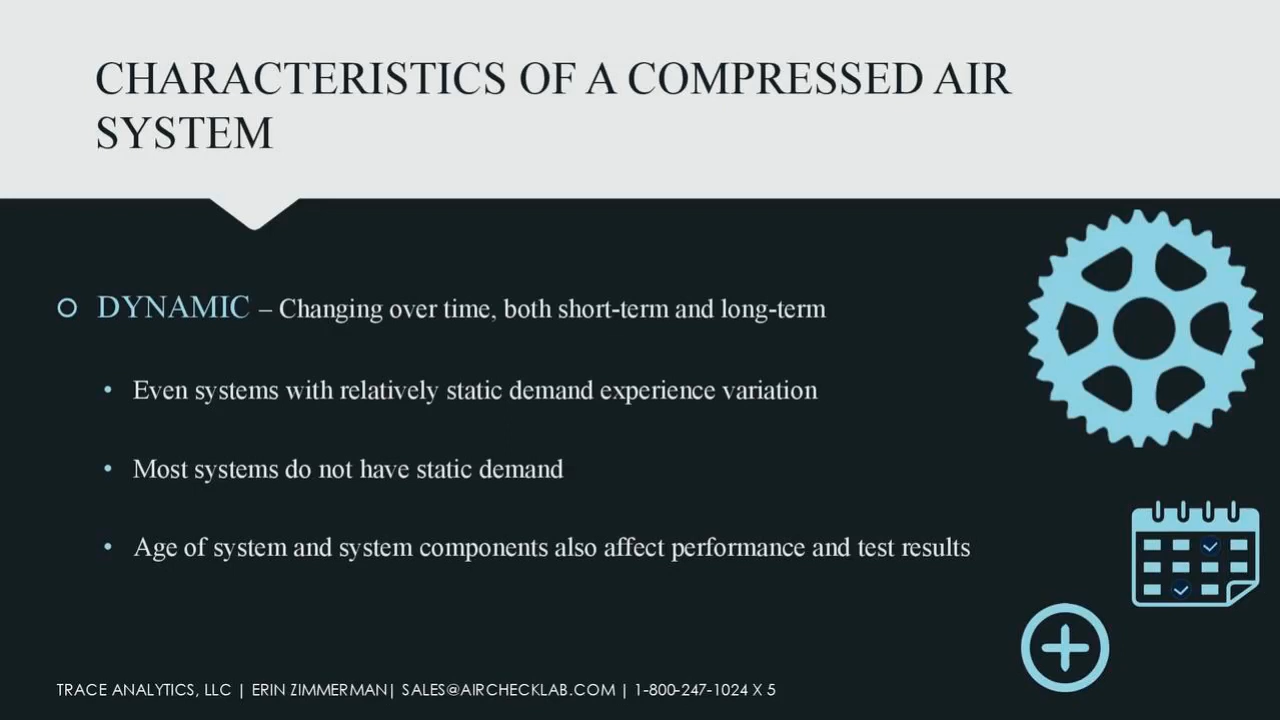 CHARACTERISTICS OF A COMPRESSED AIR
SYSTEM
DYNAMIC – Changing over time, both short-term and long-term
Even systems with relatively static demand experience variation
Most systems do not have static demand
Age of system and system components also affect performance and test results
TRACE ANALYTICS, LLC | ERIN ZIMMERMAN| SALES@AIRCHECKLAB.COM | 1-800-247-1024 X 5